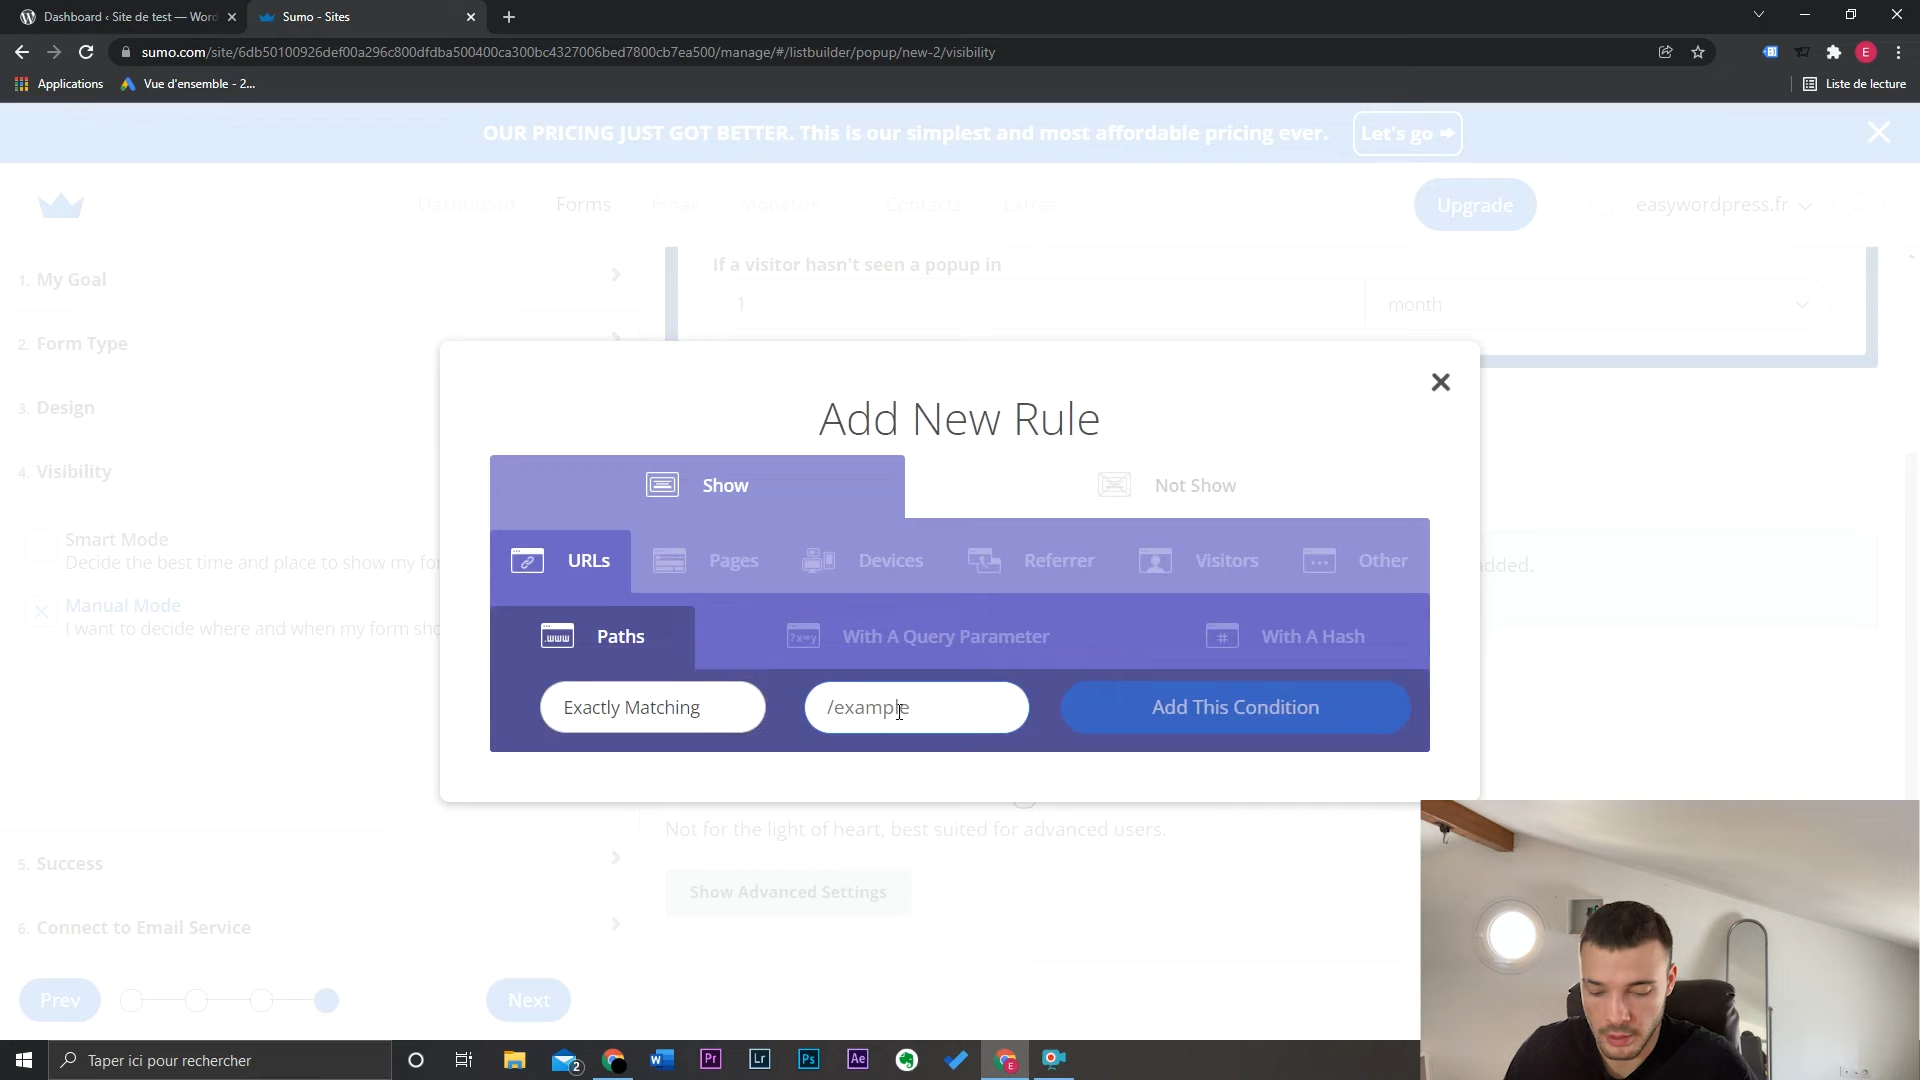 Dashboard ‹ Site de test — Word
Sumo - Sites
sumo.com/site/6db50100926def00a296c800dfdba500400ca300bc4327006bed7800cb7ea500/manage/#/listbuilder/popup/new-2/visibility
E
Applications
Vue d'ensemble - 2...
Liste de lecture
OUR PRICING JUST GOT BETTER. This is our simplest and most affordable pricing ever.
Let's go
Dashboard
Forms
Email
Monetize
Contacts
Extras
Upgrade
easywordpress.fr
1. My Goal
If a visitor hasn't seen a popup in
1
month
2. Form Type
3. Design
4. Visibility
Smart Mode
Decide the best time and place to show my fo
Manual Mode
I want to decide where and when my form sho
Add New Rule
Show
Not Show
URLs
Pages
Devices
Referrer
Visitors
Other
dded.
.www
Paths
?x=y
With A Query Parameter
#
With A Hash
Exactly Matching
/example
Add This Condition
Not for the light of heart, best suited for advanced users.
Show Advanced Settings
5. Success
6. Connect to Email Service
Prev
Next
Taper ici pour rechercher
2
W
Pr
Lr
Ps
Ae
E